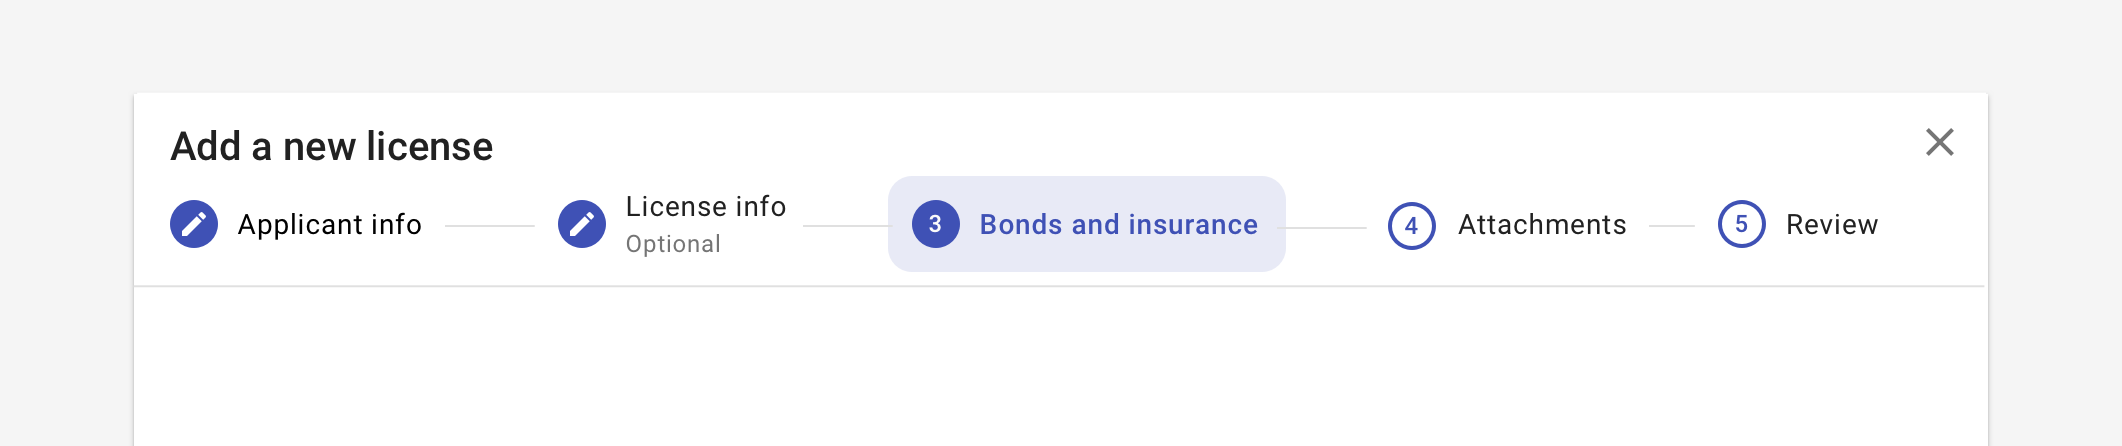 Add a new license
Applicant info
License info
Optional
3 Bonds and insurance
4 Attachments
5 Review